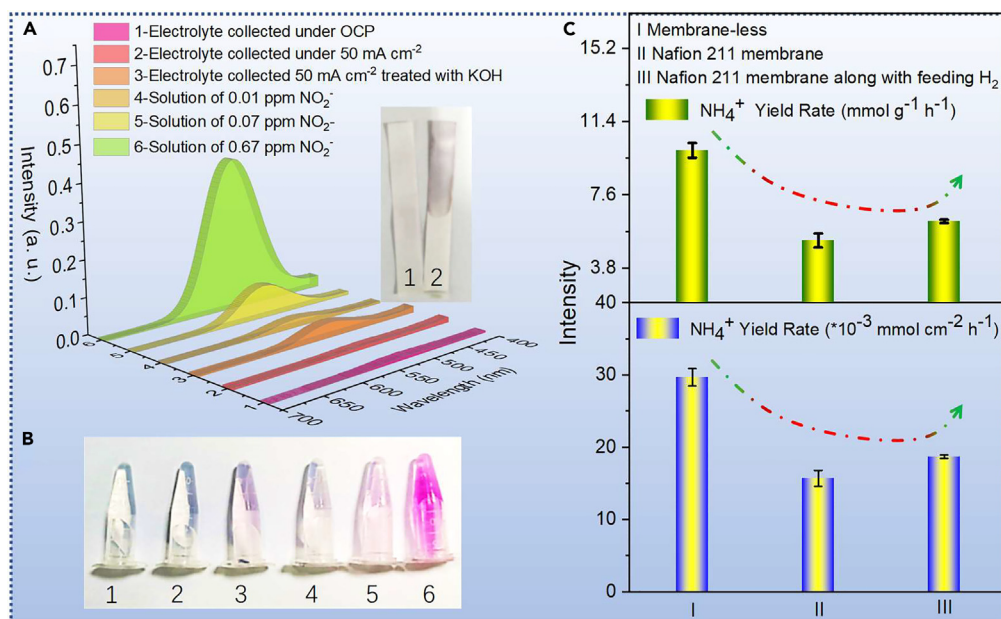 A
1-Electrolyte collected under OCP
2-Electrolyte collected under 50 mA cm⁻²
3-Electrolyte collected 50 mA cm⁻² treated with KOH
4-Solution of 0.01 ppm NO₂⁻
5-Solution of 0.07 ppm NO₂⁻
6-Solution of 0.67 ppm NO₂⁻
Intensity (a. u.)
0.7
0.6
0.5
0.4
0.3
0.2
0.1
0.0
6
5
4
3
2
1
700
650
600
550
500
450
400
Wavelength (nm)
1 2
B
1 2 3 4 5 6
C
I Membrane-less
II Nafion 211 membrane
III Nafion 211 membrane along with feeding H₂
NH₄⁺ Yield Rate (mmol g⁻¹ h⁻¹)
15.2
11.4
7.6
3.8
40
Intensity
NH₄⁺ Yield Rate (*10⁻³ mmol cm⁻² h⁻¹)
30
20
10
0
I II III